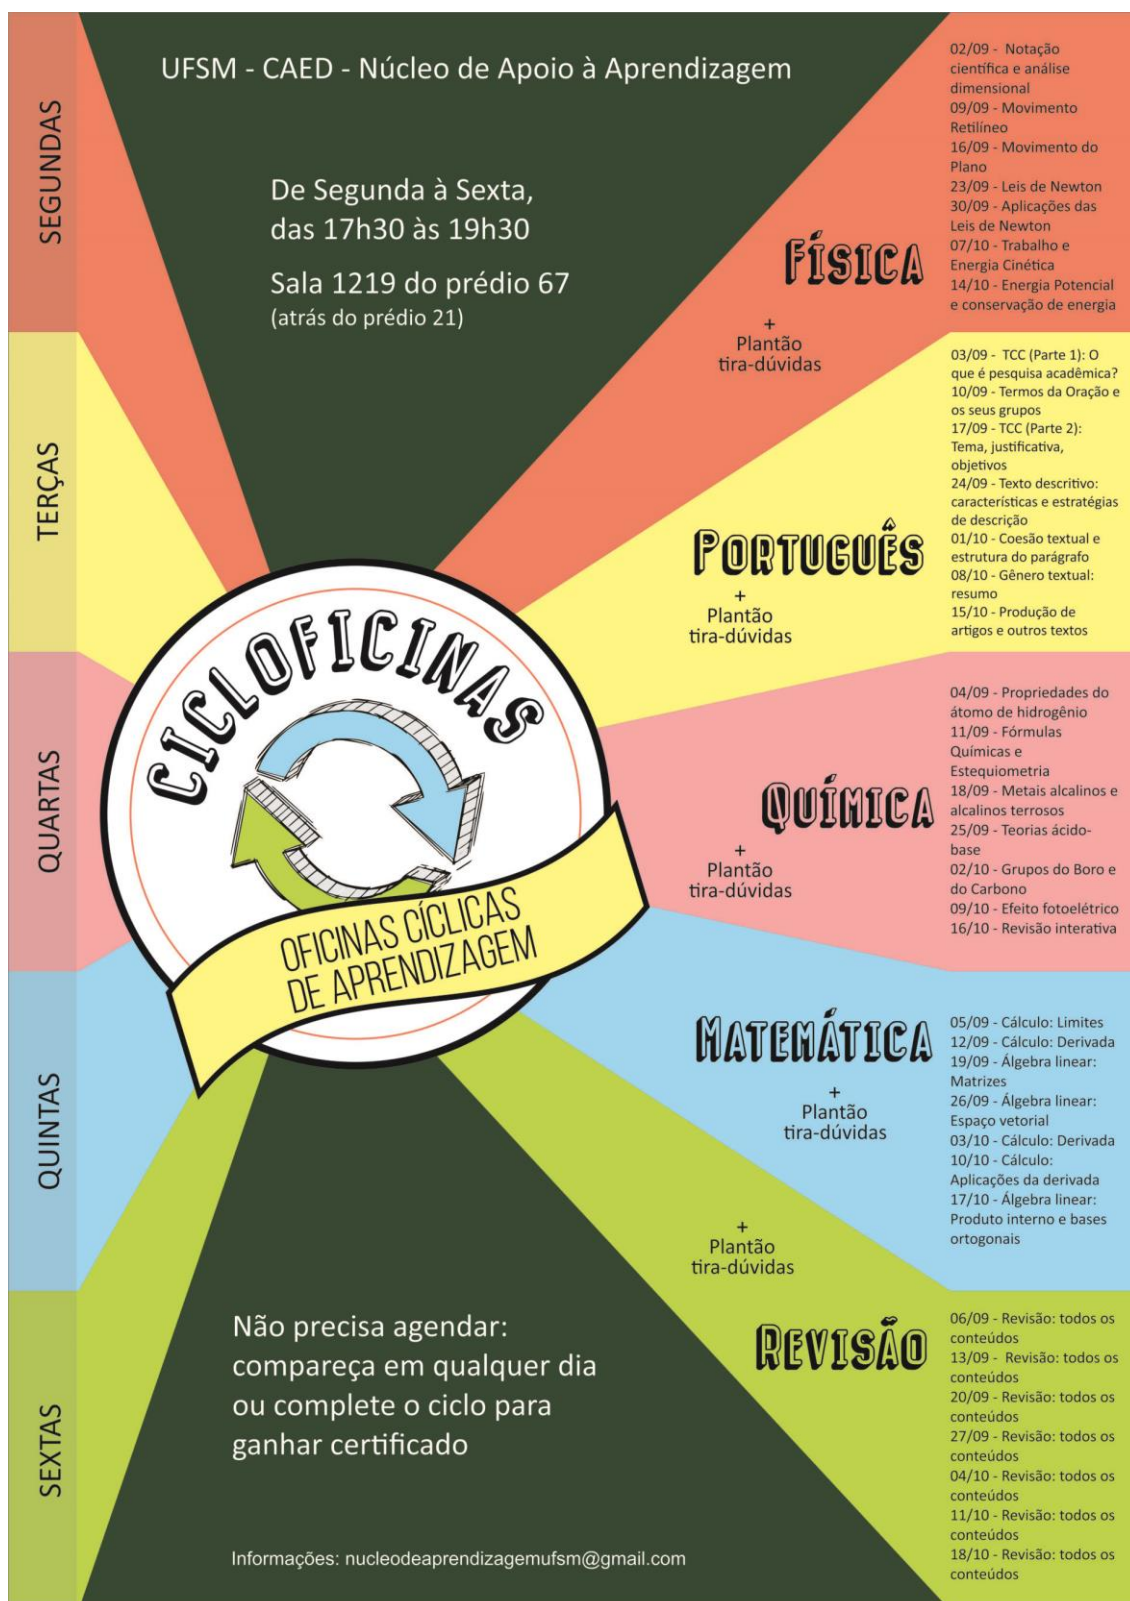 UFSM - CAED - Núcleo de Apoio à Aprendizagem
De Segunda à Sexta,
das 17h30 às 19h30
Sala 1219 do prédio 67
(atrás do prédio 21)
SEGUNDAS
FÍSICA
+
Plantão
tira-dúvidas
02/09 - Notação
científica e análise
dimensional
09/09 - Movimento
Retilíneo
16/09 - Movimento do
Plano
23/09 - Leis de Newton
30/09 - Aplicações das
Leis de Newton
07/10 - Trabalho e
Energia Cinética
14/10 - Energia Potencial
e conservação de energia
TERÇAS
PORTUGUÊS
+
Plantão
tira-dúvidas
03/09 - TCC (Parte 1): O
que é pesquisa acadêmica?
10/09 - Termos da Oração e
os seus grupos
17/09 - TCC (Parte 2):
Tema, justificativa,
objetivos
24/09 - Texto descritivo:
características e estratégias
de descrição
01/10 - Coesão textual e
estrutura do parágrafo
08/10 - Gênero textual:
resumo
15/10 - Produção de
artigos e outros textos
CICLOFICINAS
OFICINAS CÍCLICAS
DE APRENDIZAGEM
QUARTAS
QUÍMICA
+
Plantão
tira-dúvidas
04/09 - Propriedades do
átomo de hidrogênio
11/09 - Fórmulas
Químicas e
Estequiometria
18/09 - Metais alcalinos e
alcalinos terrosos
25/09 - Teorias ácido-
base
02/10 - Grupos do Boro e
do Carbono
09/10 - Efeito fotoelétrico
16/10 - Revisão interativa
QUINTAS
MATEMÁTICA
+
Plantão
tira-dúvidas
05/09 - Cálculo: Limites
12/09 - Cálculo: Derivada
19/09 - Álgebra linear:
Matrizes
26/09 - Álgebra linear:
Espaço vetorial
03/10 - Cálculo: Derivada
10/10 - Cálculo:
Aplicações da derivada
17/10 - Álgebra linear:
Produto interno e bases
ortogonais
SEXTAS
+
Plantão
tira-dúvidas
REVISÃO
06/09 - Revisão: todos os
conteúdos
13/09 - Revisão: todos os
conteúdos
20/09 - Revisão: todos os
conteúdos
27/09 - Revisão: todos os
conteúdos
04/10 - Revisão: todos os
conteúdos
11/10 - Revisão: todos os
conteúdos
18/10 - Revisão: todos os
conteúdos
Não precisa agendar:
compareça em qualquer dia
ou complete o ciclo para
ganhar certificado
Informações: nucleodeaprendizagemufsm@gmail.com